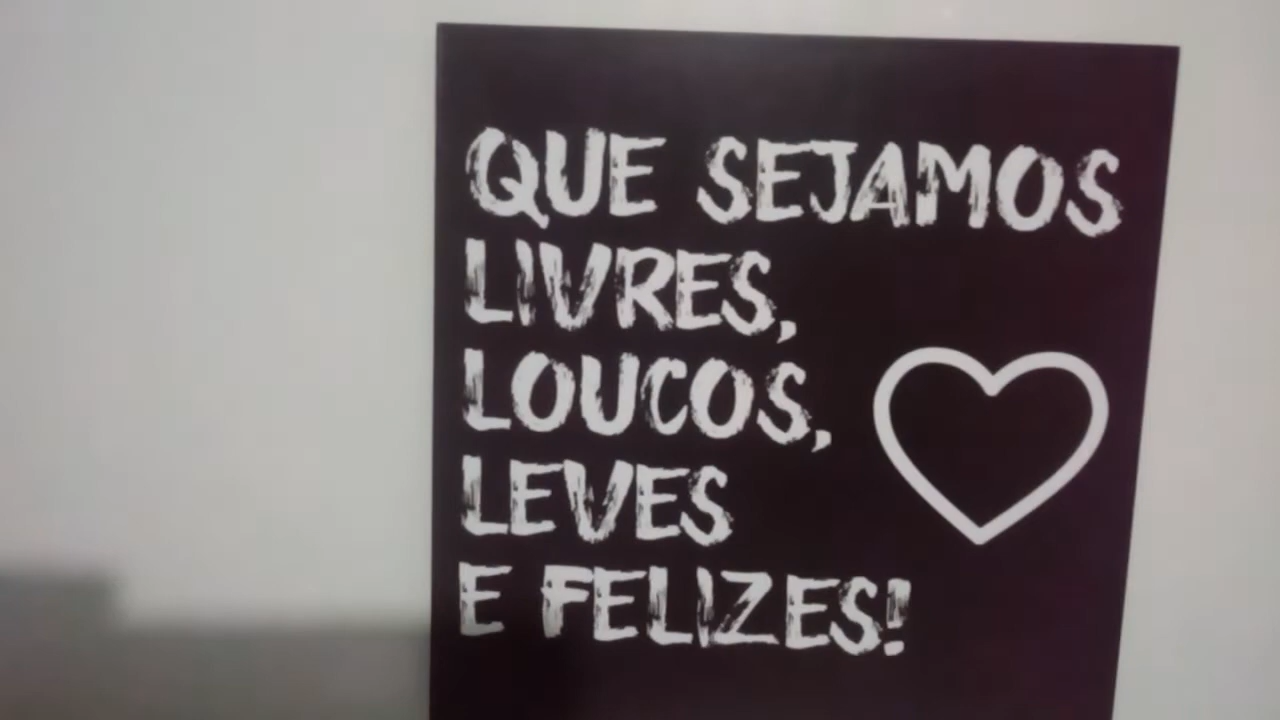 QUE SEJAMOS
LIVRES,
LOUCOS,
LEVES
E FELIZES!